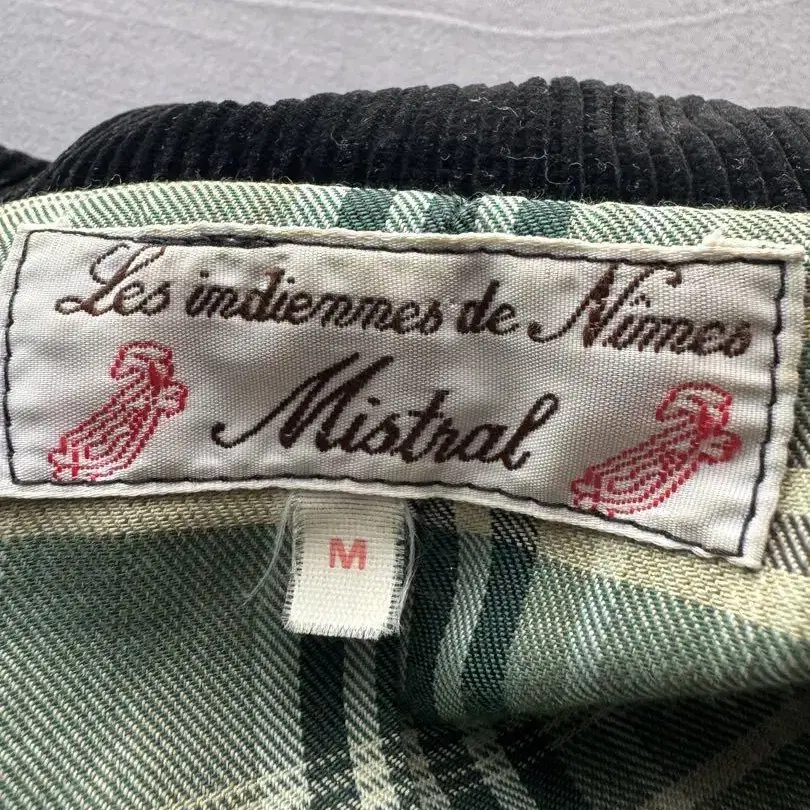 Les indiennes de Nîmes
Mistral
M